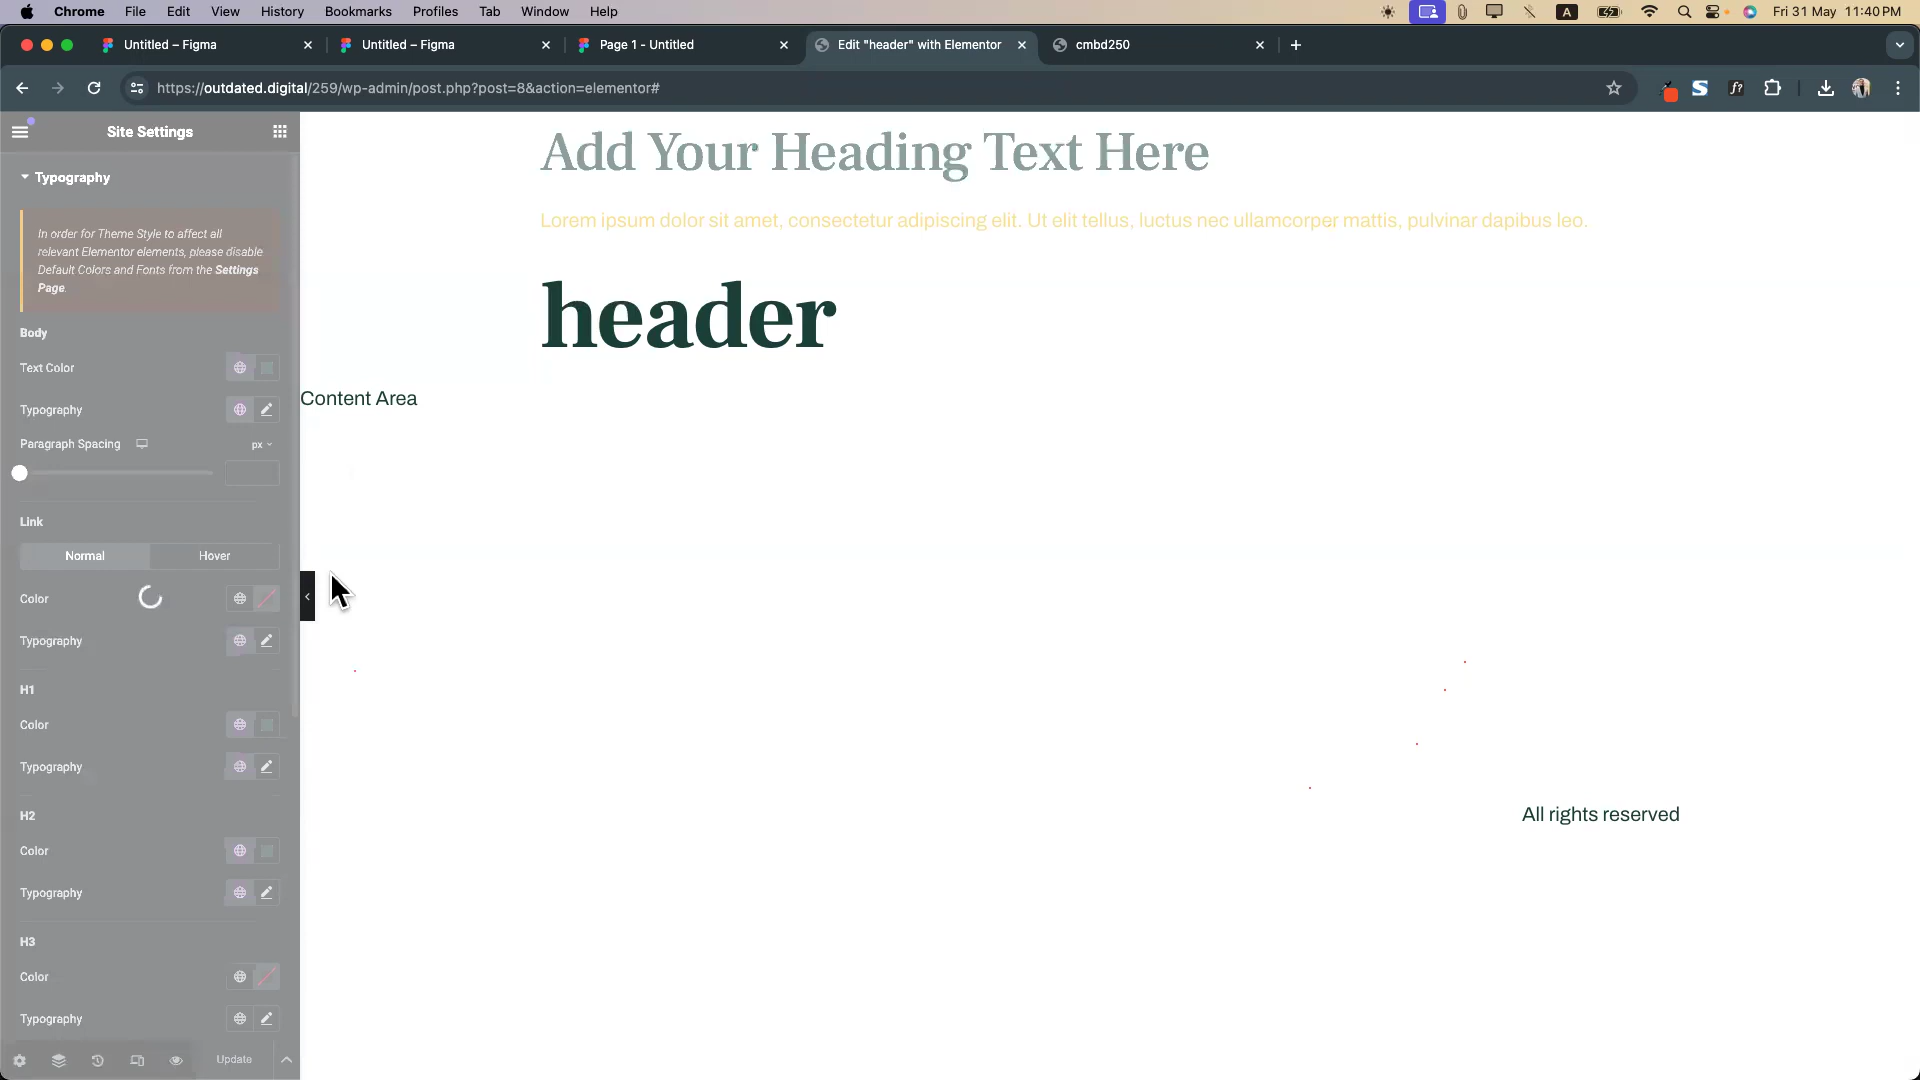 Chrome File Edit View History Bookmarks Profiles Tab Window Help
A Fri 31 May 11:40 PM
Untitled – Figma
Untitled – Figma
Page 1 - Untitled
Edit "header" with Elementor
cmbd250
https://outdated.digital/259/wp-admin/post.php?post=8&action=elementor#
S f?
Site Settings
Typography
In order for Theme Style to affect all
relevant Elementor elements, please disable
Default Colors and Fonts from the Settings
Page.
Body
Text Color
Typography
Paragraph Spacing px
Link
Normal Hover
Color
Typography
H1
Color
Typography
H2
Color
Typography
H3
Color
Typography
Update
Add Your Heading Text Here
Lorem ipsum dolor sit amet, consectetur adipiscing elit. Ut elit tellus, luctus nec ullamcorper mattis, pulvinar dapibus leo.
header
Content Area
All rights reserved